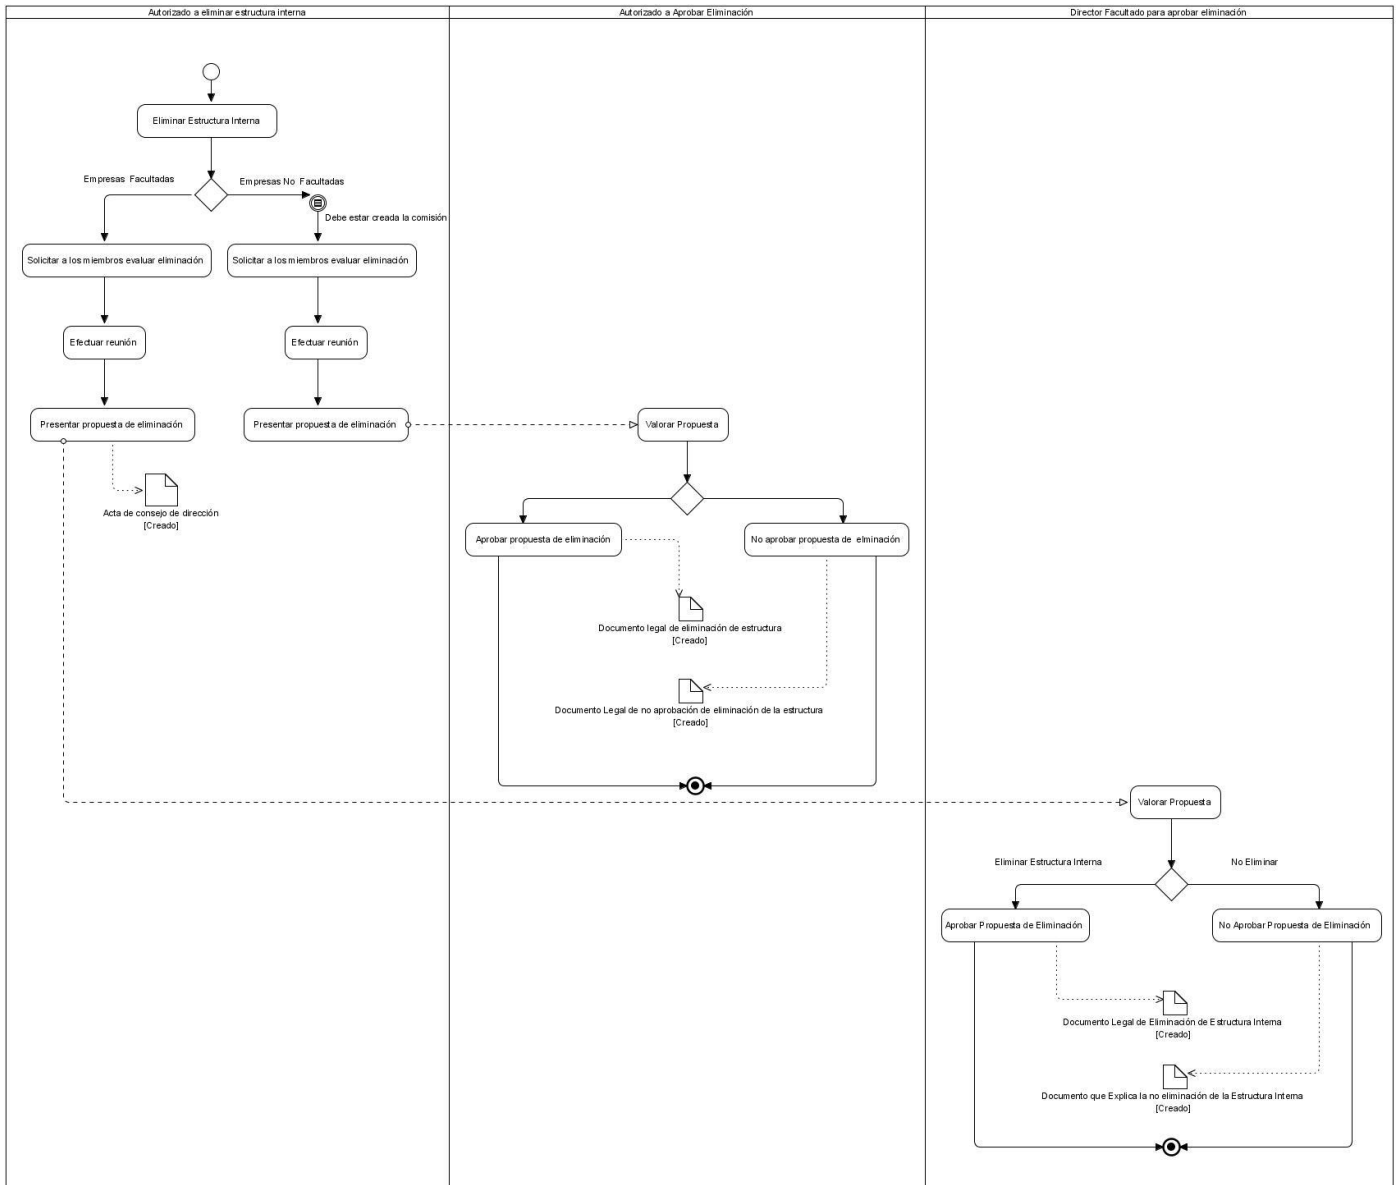 Autorizado a eliminar estructura interna
Autorizado a Aprobar Eliminación
Director Facultado para aprobar eliminación
Eliminar Estructura Interna
Empresas Facultadas
Empresas No Facultadas
Debe estar creada la comisión
Solicitar a los miembros evaluar eliminación
Solicitar a los miembros evaluar eliminación
Efectuar reunión
Efectuar reunión
Presentar propuesta de eliminación
Presentar propuesta de eliminación
Valorar Propuesta
Acta de consejo de dirección
[Creado]
Aprobar propuesta de eliminación
No aprobar propuesta de elminación
Documento legal de eliminación de estructura
[Creado]
Documento Legal de no aprobación de eliminación de la estructura
[Creado]
Valorar Propuesta
Eliminar Estructura Interna
No Eliminar
Aprobar Propuesta de Eliminación
No Aprobar Propuesta de Eliminación
Documento Legal de Eliminación de Estructura Interna
[Creado]
Documento que Explica la no eliminación de la Estructura Interna
[Creado]